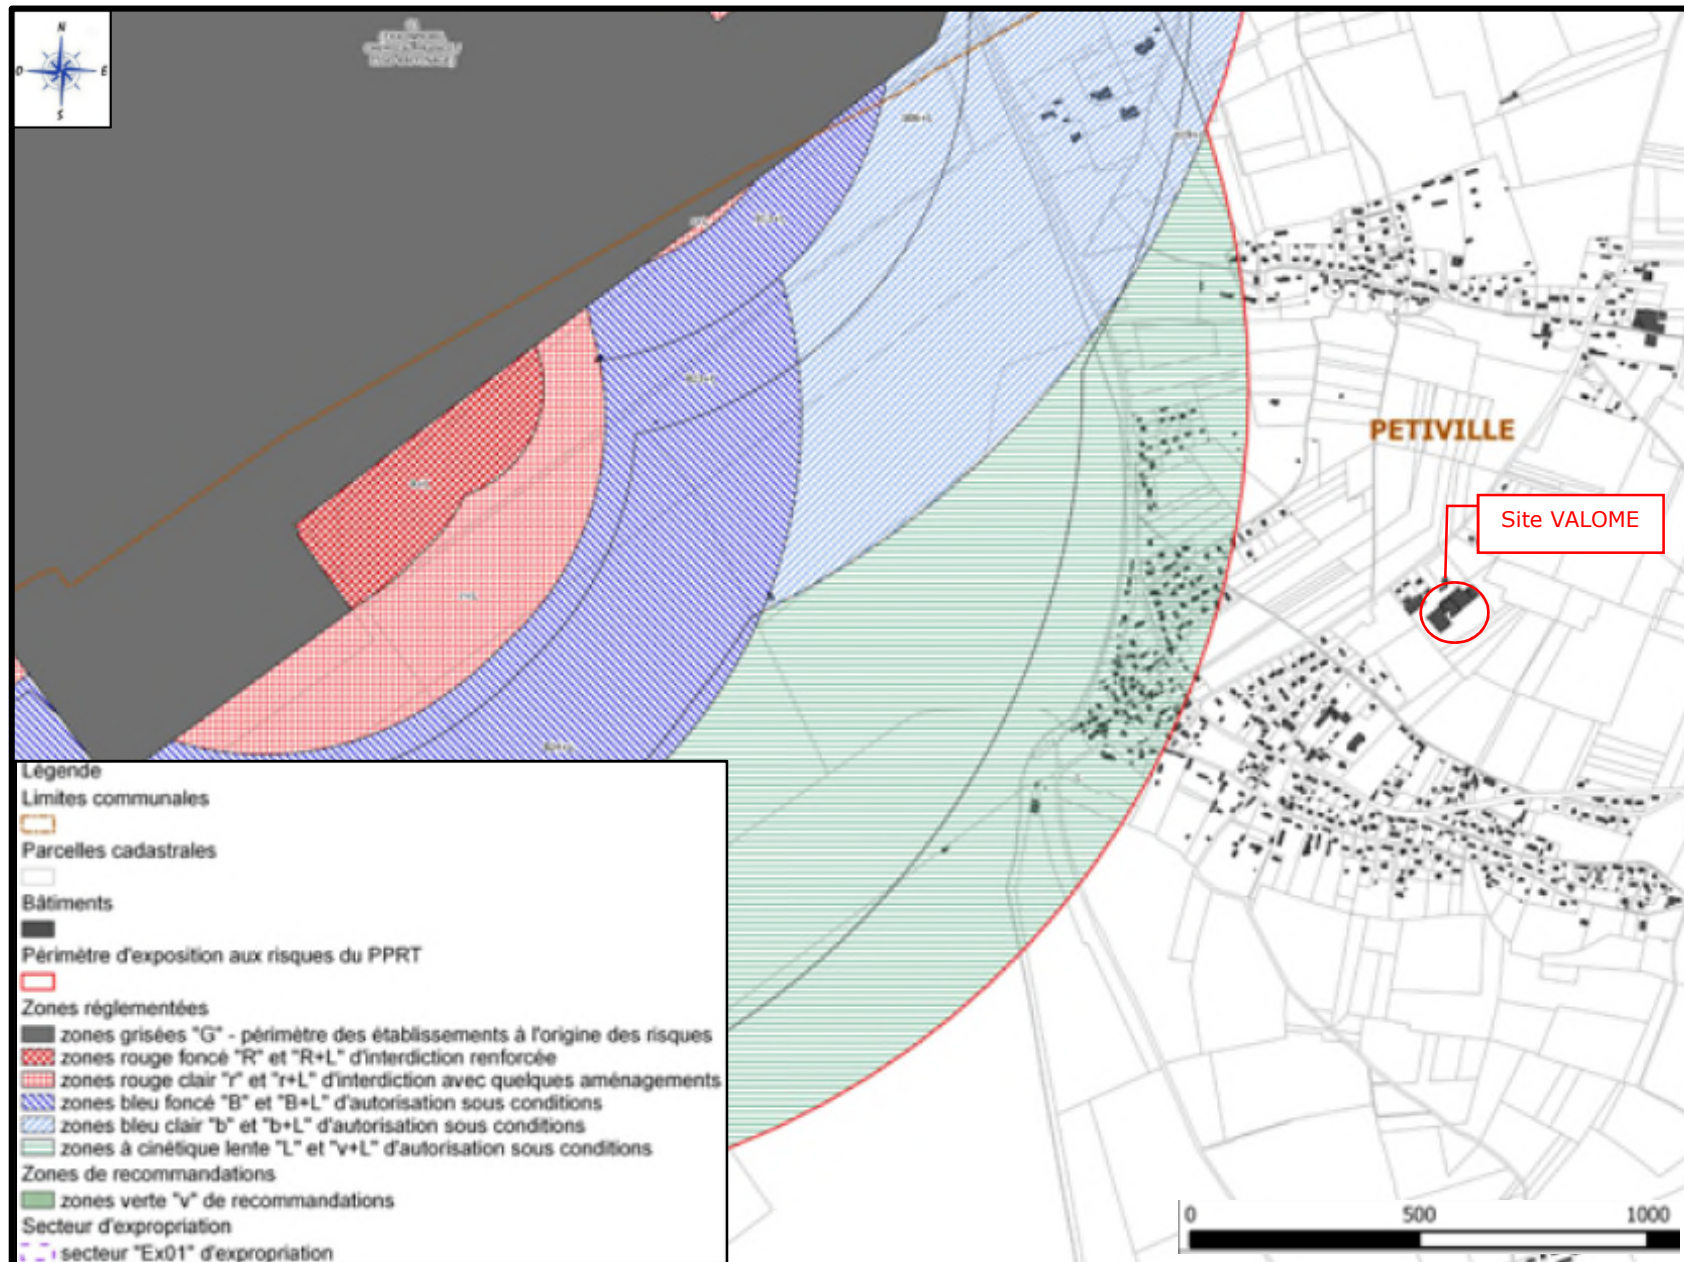 N
O
E
S
PETIVILLE
Site VALOME
Légende
Limites communales
Parcelles cadastrales
Bâtiments
Périmètre d'exposition aux risques du PPRT
Zones réglementées
zones grisées "G" - périmètre des établissements à l'origine des risques
zones rouge foncé "R" et "R+L" d'interdiction renforcée
zones rouge clair "r" et "r+L" d'interdiction avec quelques aménagements
zones bleu foncé "B" et "B+L" d'autorisation sous conditions
zones bleu clair "b" et "b+L" d'autorisation sous conditions
zones à cinétique lente "L" et "v+L" d'autorisation sous conditions
Zones de recommandations
zones verte "v" de recommandations
Secteur d'expropriation
secteur "Ex01" d'expropriation
0 500 1000